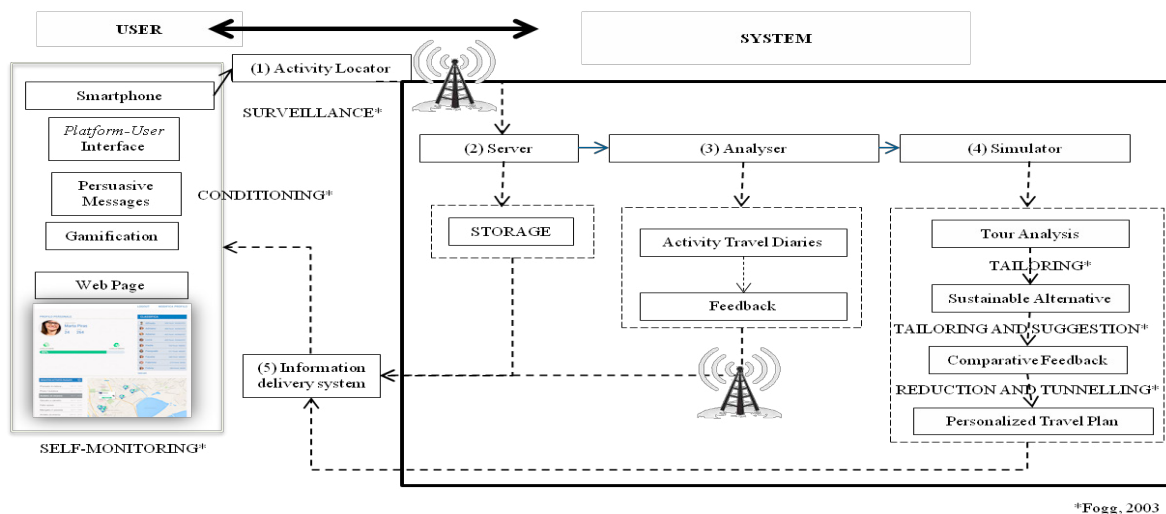 USER
SYSTEM
(1) Activity Locator
Smartphone
SURVEILLANCE*
Platform-User
Interface
(2) Server
(3) Analyser
(4) Simulator
Persuasive
Messages
CONDITIONING*
Gamification
STORAGE
Activity Travel Diaries
Feedback
Tour Analysis
TAILORING*
Sustainable Alternative
TAILORING AND SUGGESTION*
Comparative Feedback
REDUCTION AND TUNNELLING*
Personalized Travel Plan
Web Page
(5) Information
delivery system
SELF-MONITORING*
*Fogg, 2003